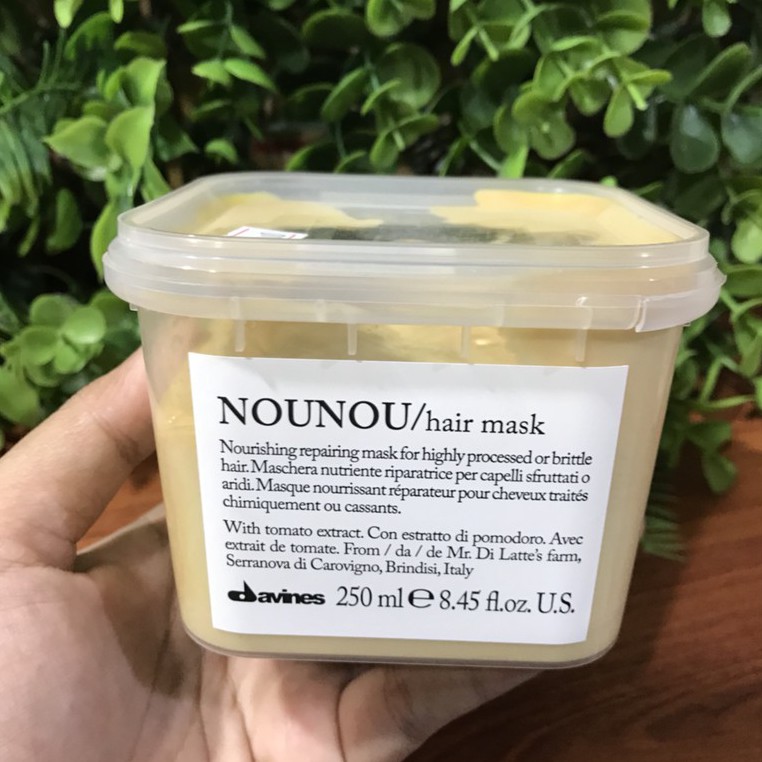 NOUNOU/hair mask
Nourishing repairing mask for highly processed or brittle
hair. Maschera nutriente riparatrice per capelli sfruttati o
aridi. Masque nourrissant réparateur pour cheveux traités
chimiquement ou cassants.
With tomato extract. Con estratto di pomodoro. Avec
extrait de tomate. From / da / de Mr. Di Latte's farm,
Serranova di Carovigno, Brindisi, Italy
davines 250 ml ℮ 8.45 fl.oz. U.S.